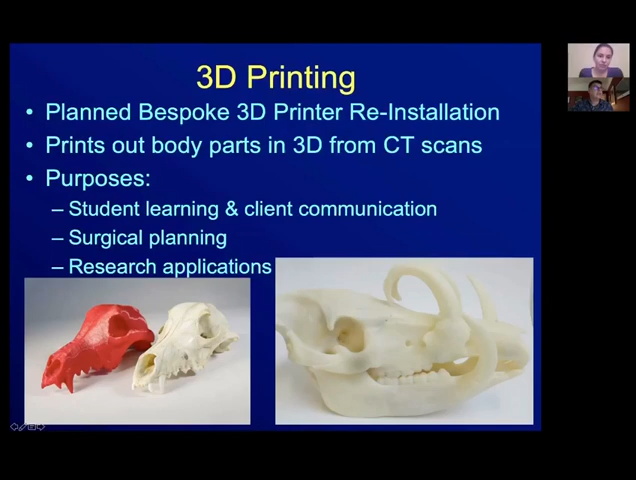 3D Printing
• Planned Bespoke 3D Printer Re-Installation
• Prints out body parts in 3D from CT scans
• Purposes:
– Student learning & client communication
– Surgical planning
– Research applications